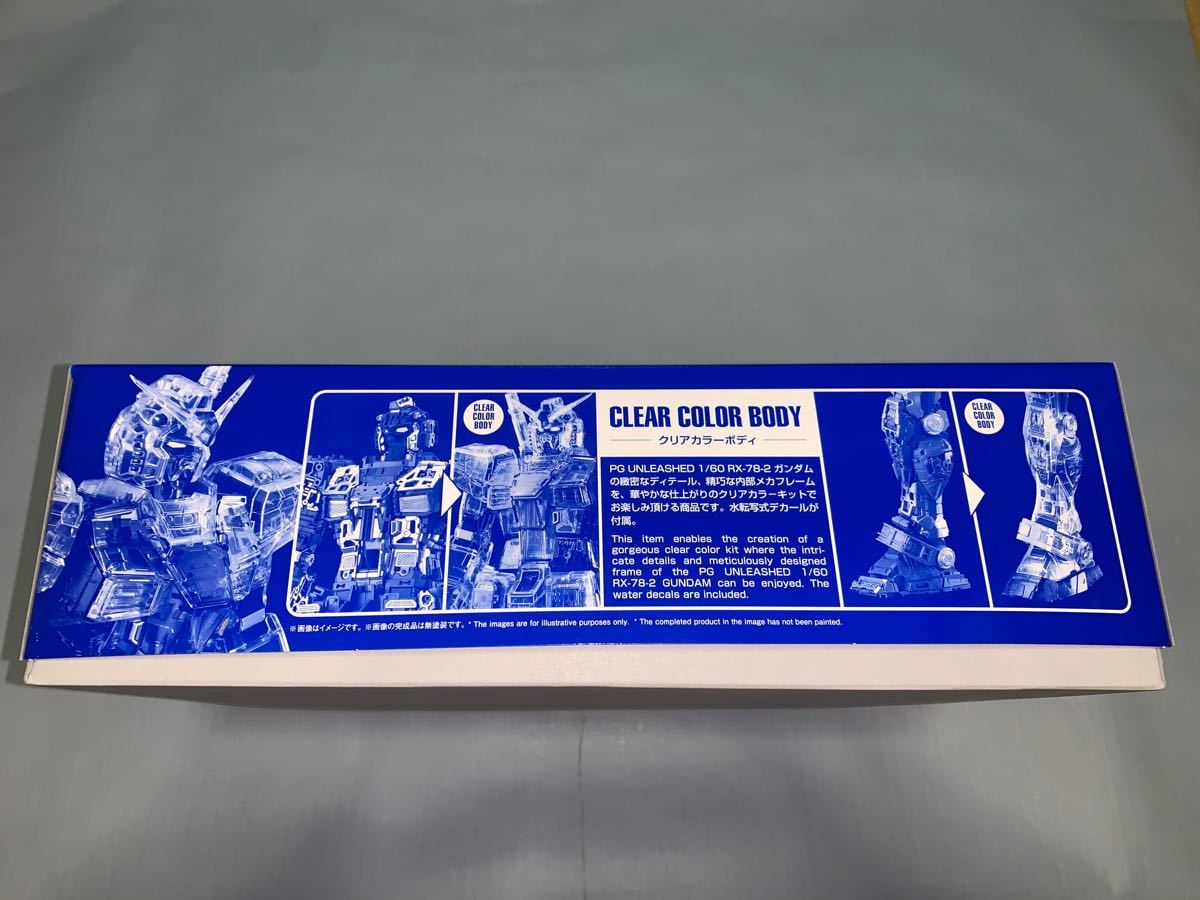 CLEAR
COLOR
BODY
CLEAR COLOR BODY
クリアカラーボディ
PG UNLEASHED 1/60 RX-78-2 ガンダム
の緻密なディテール、精巧な内部メカフレーム
を、華やかな仕上がりのクリアカラーキットで
お楽しみ頂ける商品です。水転写式デカールが
付属。
This item enables the creation of a
gorgeous clear color kit where the intri-
cate details and meticulously designed
frame of the PG UNLEASHED 1/60
RX-78-2 GUNDAM can be enjoyed. The
water decals are included.
CLEAR
COLOR
BODY
※画像はイメージです。※画像の完成品は無塗装です。* The images are for illustrative purposes only. * The completed product in the image has not been painted.